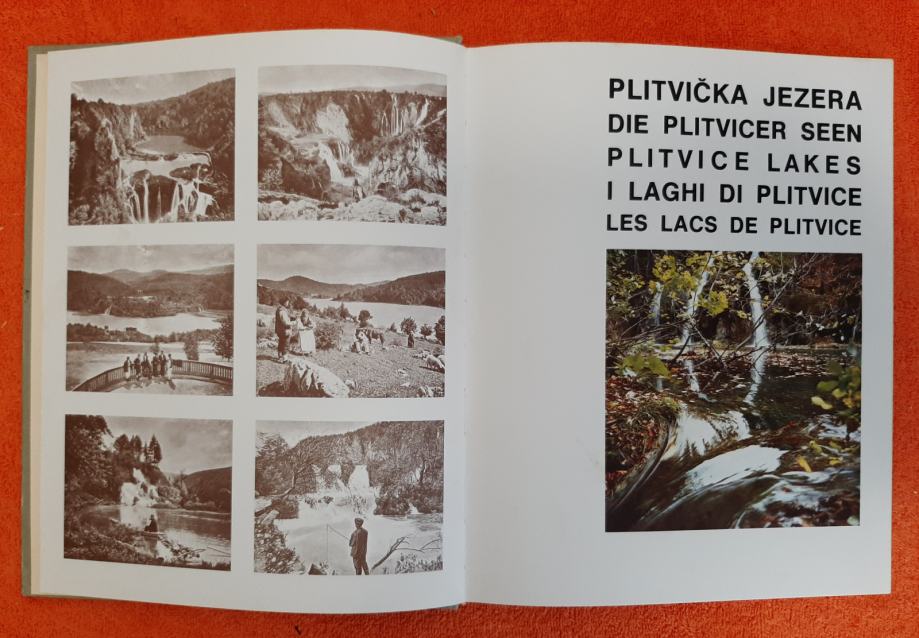 PLITVIČKA JEZERA
DIE PLITVICER SEEN
PLITVICE LAKES
I LAGHI DI PLITVICE
LES LACS DE PLITVICE